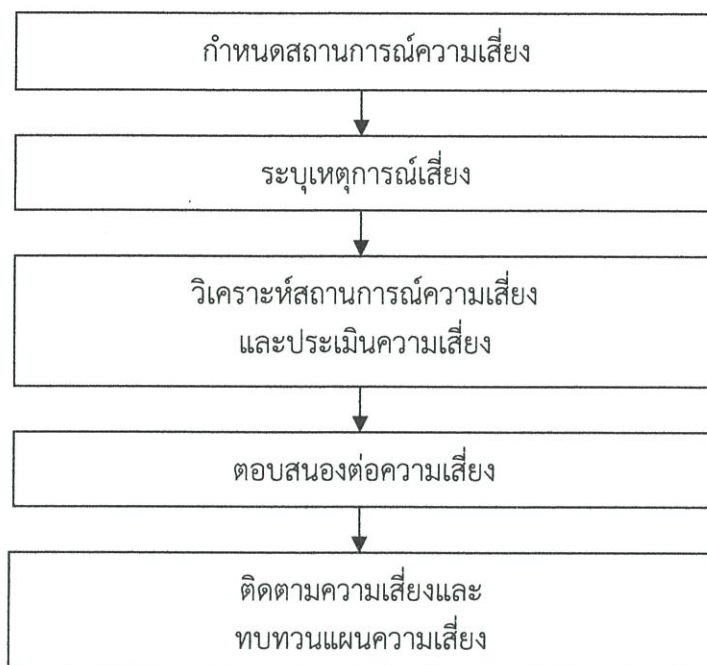 กำหนดสถานการณ์ความเสี่ยง
ระบุเหตุการณ์เสี่ยง
วิเคราะห์สถานการณ์ความเสี่ยง
และประเมินความเสี่ยง
ตอบสนองต่อความเสี่ยง
ติดตามความเสี่ยงและ
ทบทวนแผนความเสี่ยง